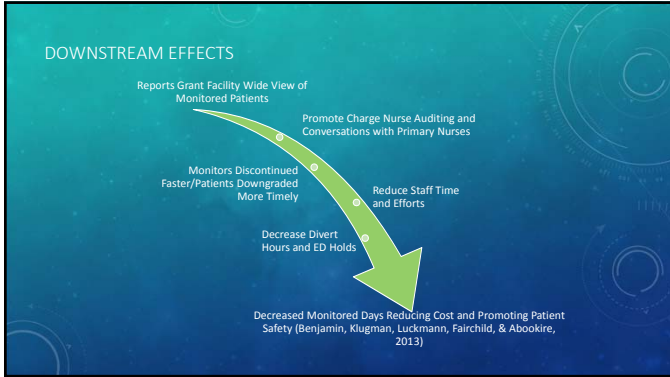 DOWNSTREAM EFFECTS
Reports Grant Facility Wide View of
Monitored Patients
Promote Charge Nurse Auditing and
Conversations with Primary Nurses
Monitors Discontinued
Faster/Patients Downgraded
More Timely
Reduce Staff Time
and Efforts
Decrease Divert
Hours and ED Holds
Decreased Monitored Days Reducing Cost and Promoting Patient
Safety (Benjamin, Klugman, Luckmann, Fairchild, & Abookire,
2013)